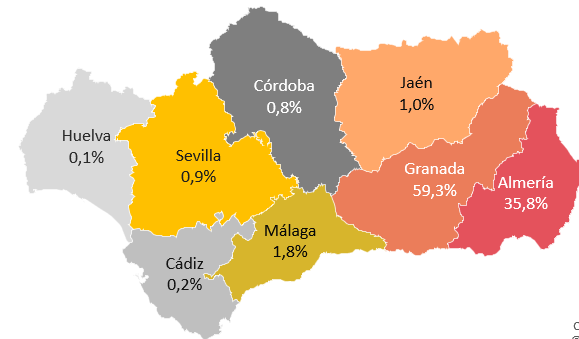 Córdoba
0,8%
Jaén
1,0%
Huelva
0,1%
Sevilla
0,9%
Granada
59,3%
Almería
35,8%
Málaga
1,8%
Cádiz
0,2%